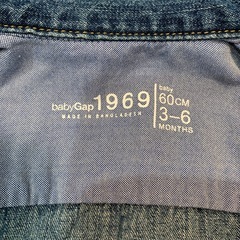 babyGap 1969
MADE IN BANGLADESH
baby
60CM
3-6
MONTHS